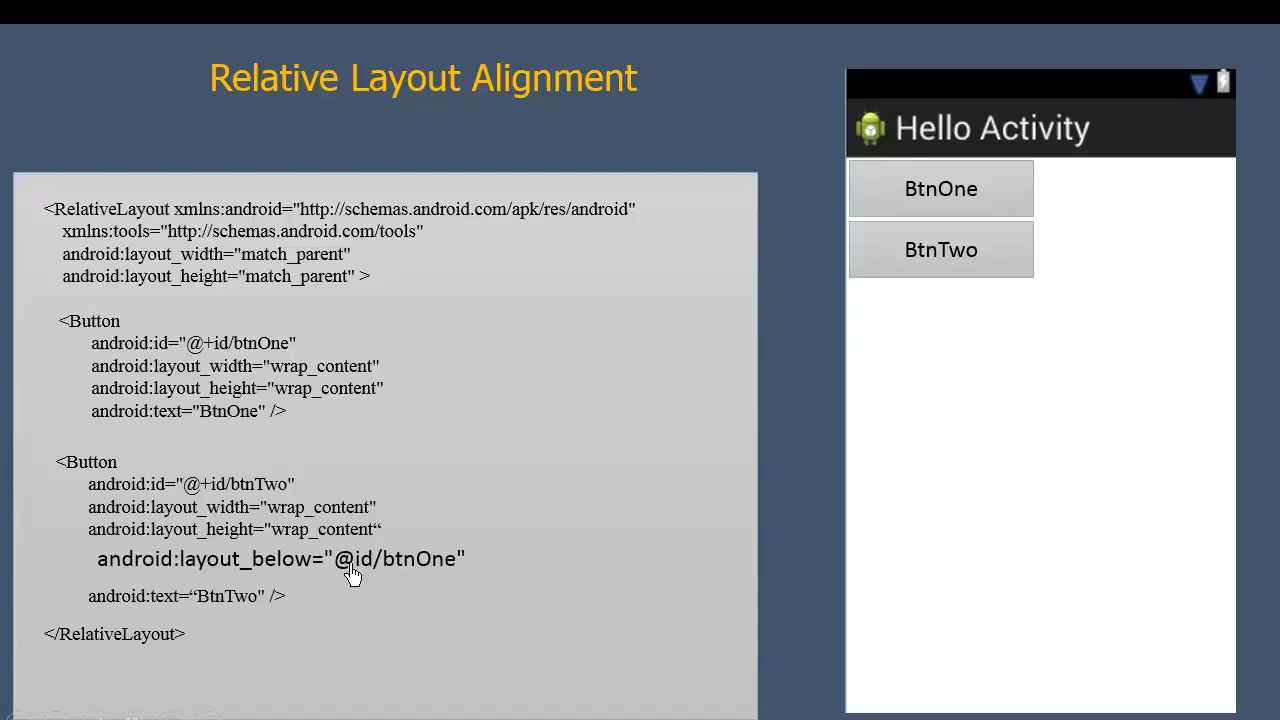 Relative Layout Alignment
<RelativeLayout xmlns:android="http://schemas.android.com/apk/res/android"
xmlns:tools="http://schemas.android.com/tools"
android:layout_width="match_parent"
android:layout_height="match_parent" >
<Button
android:id="@+id/btnOne"
android:layout_width="wrap_content"
android:layout_height="wrap_content"
android:text="BtnOne" />
<Button
android:id="@+id/btnTwo"
android:layout_width="wrap_content"
android:layout_height="wrap_content“
android:layout_below="@id/btnOne"
android:text=“BtnTwo" />
</RelativeLayout>
Hello Activity
BtnOne
BtnTwo